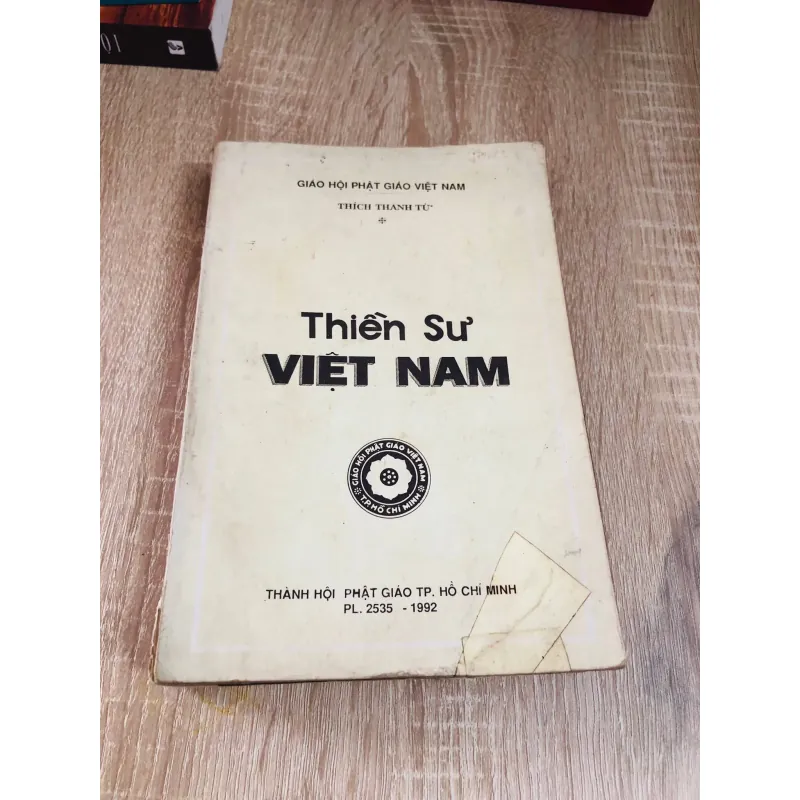 01
GIÁO HỘI PHẬT GIÁO VIỆT NAM
THÍCH THANH TỪ
Thiền Sư
VIỆT NAM
GIÁO HỘI PHẬT GIÁO VIỆT NAM
T.P HỒ CHÍ MINH
THÀNH HỘI PHẬT GIÁO TP. HỒ CHÍ MINH
PL. 2535 - 1992